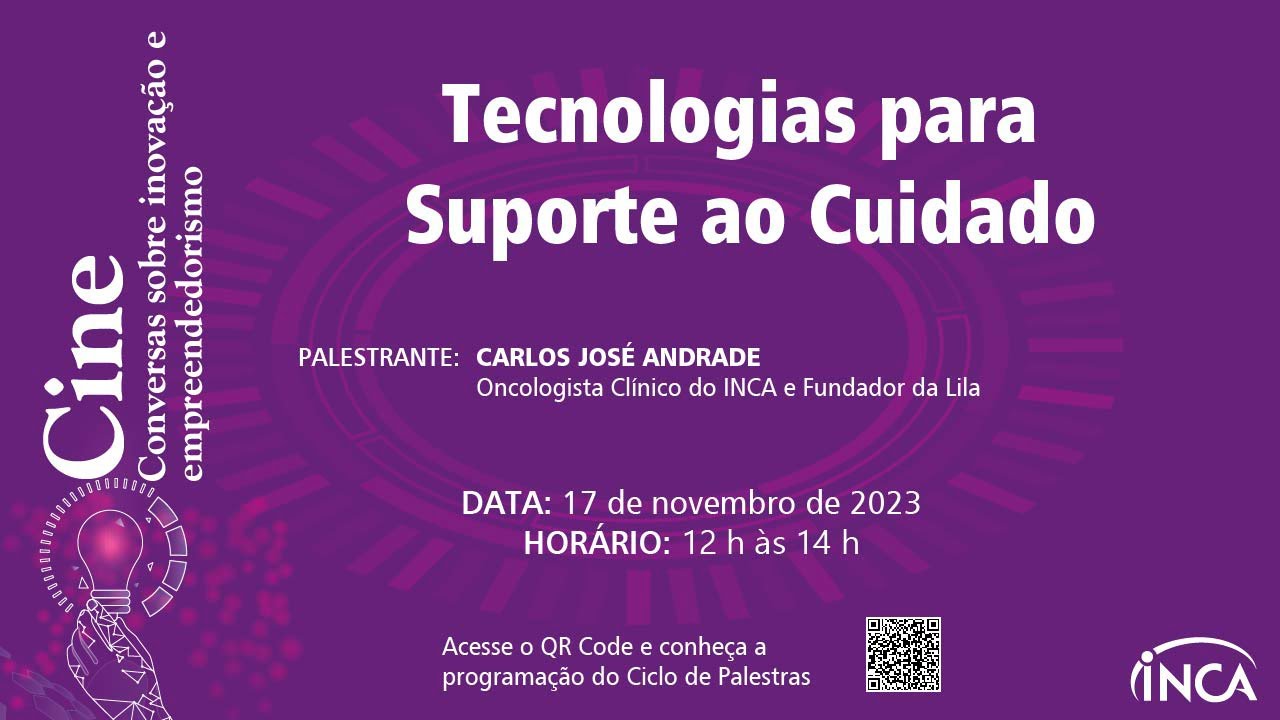 Cine
Conversas sobre inovação e
empreendedorismo
Tecnologias para
Suporte ao Cuidado
PALESTRANTE: CARLOS JOSÉ ANDRADE
Oncologista Clínico do INCA e Fundador da Lila
DATA: 17 de novembro de 2023
HORÁRIO: 12 h às 14 h
Acesse o QR Code e conheça a
programação do Ciclo de Palestras
INCA